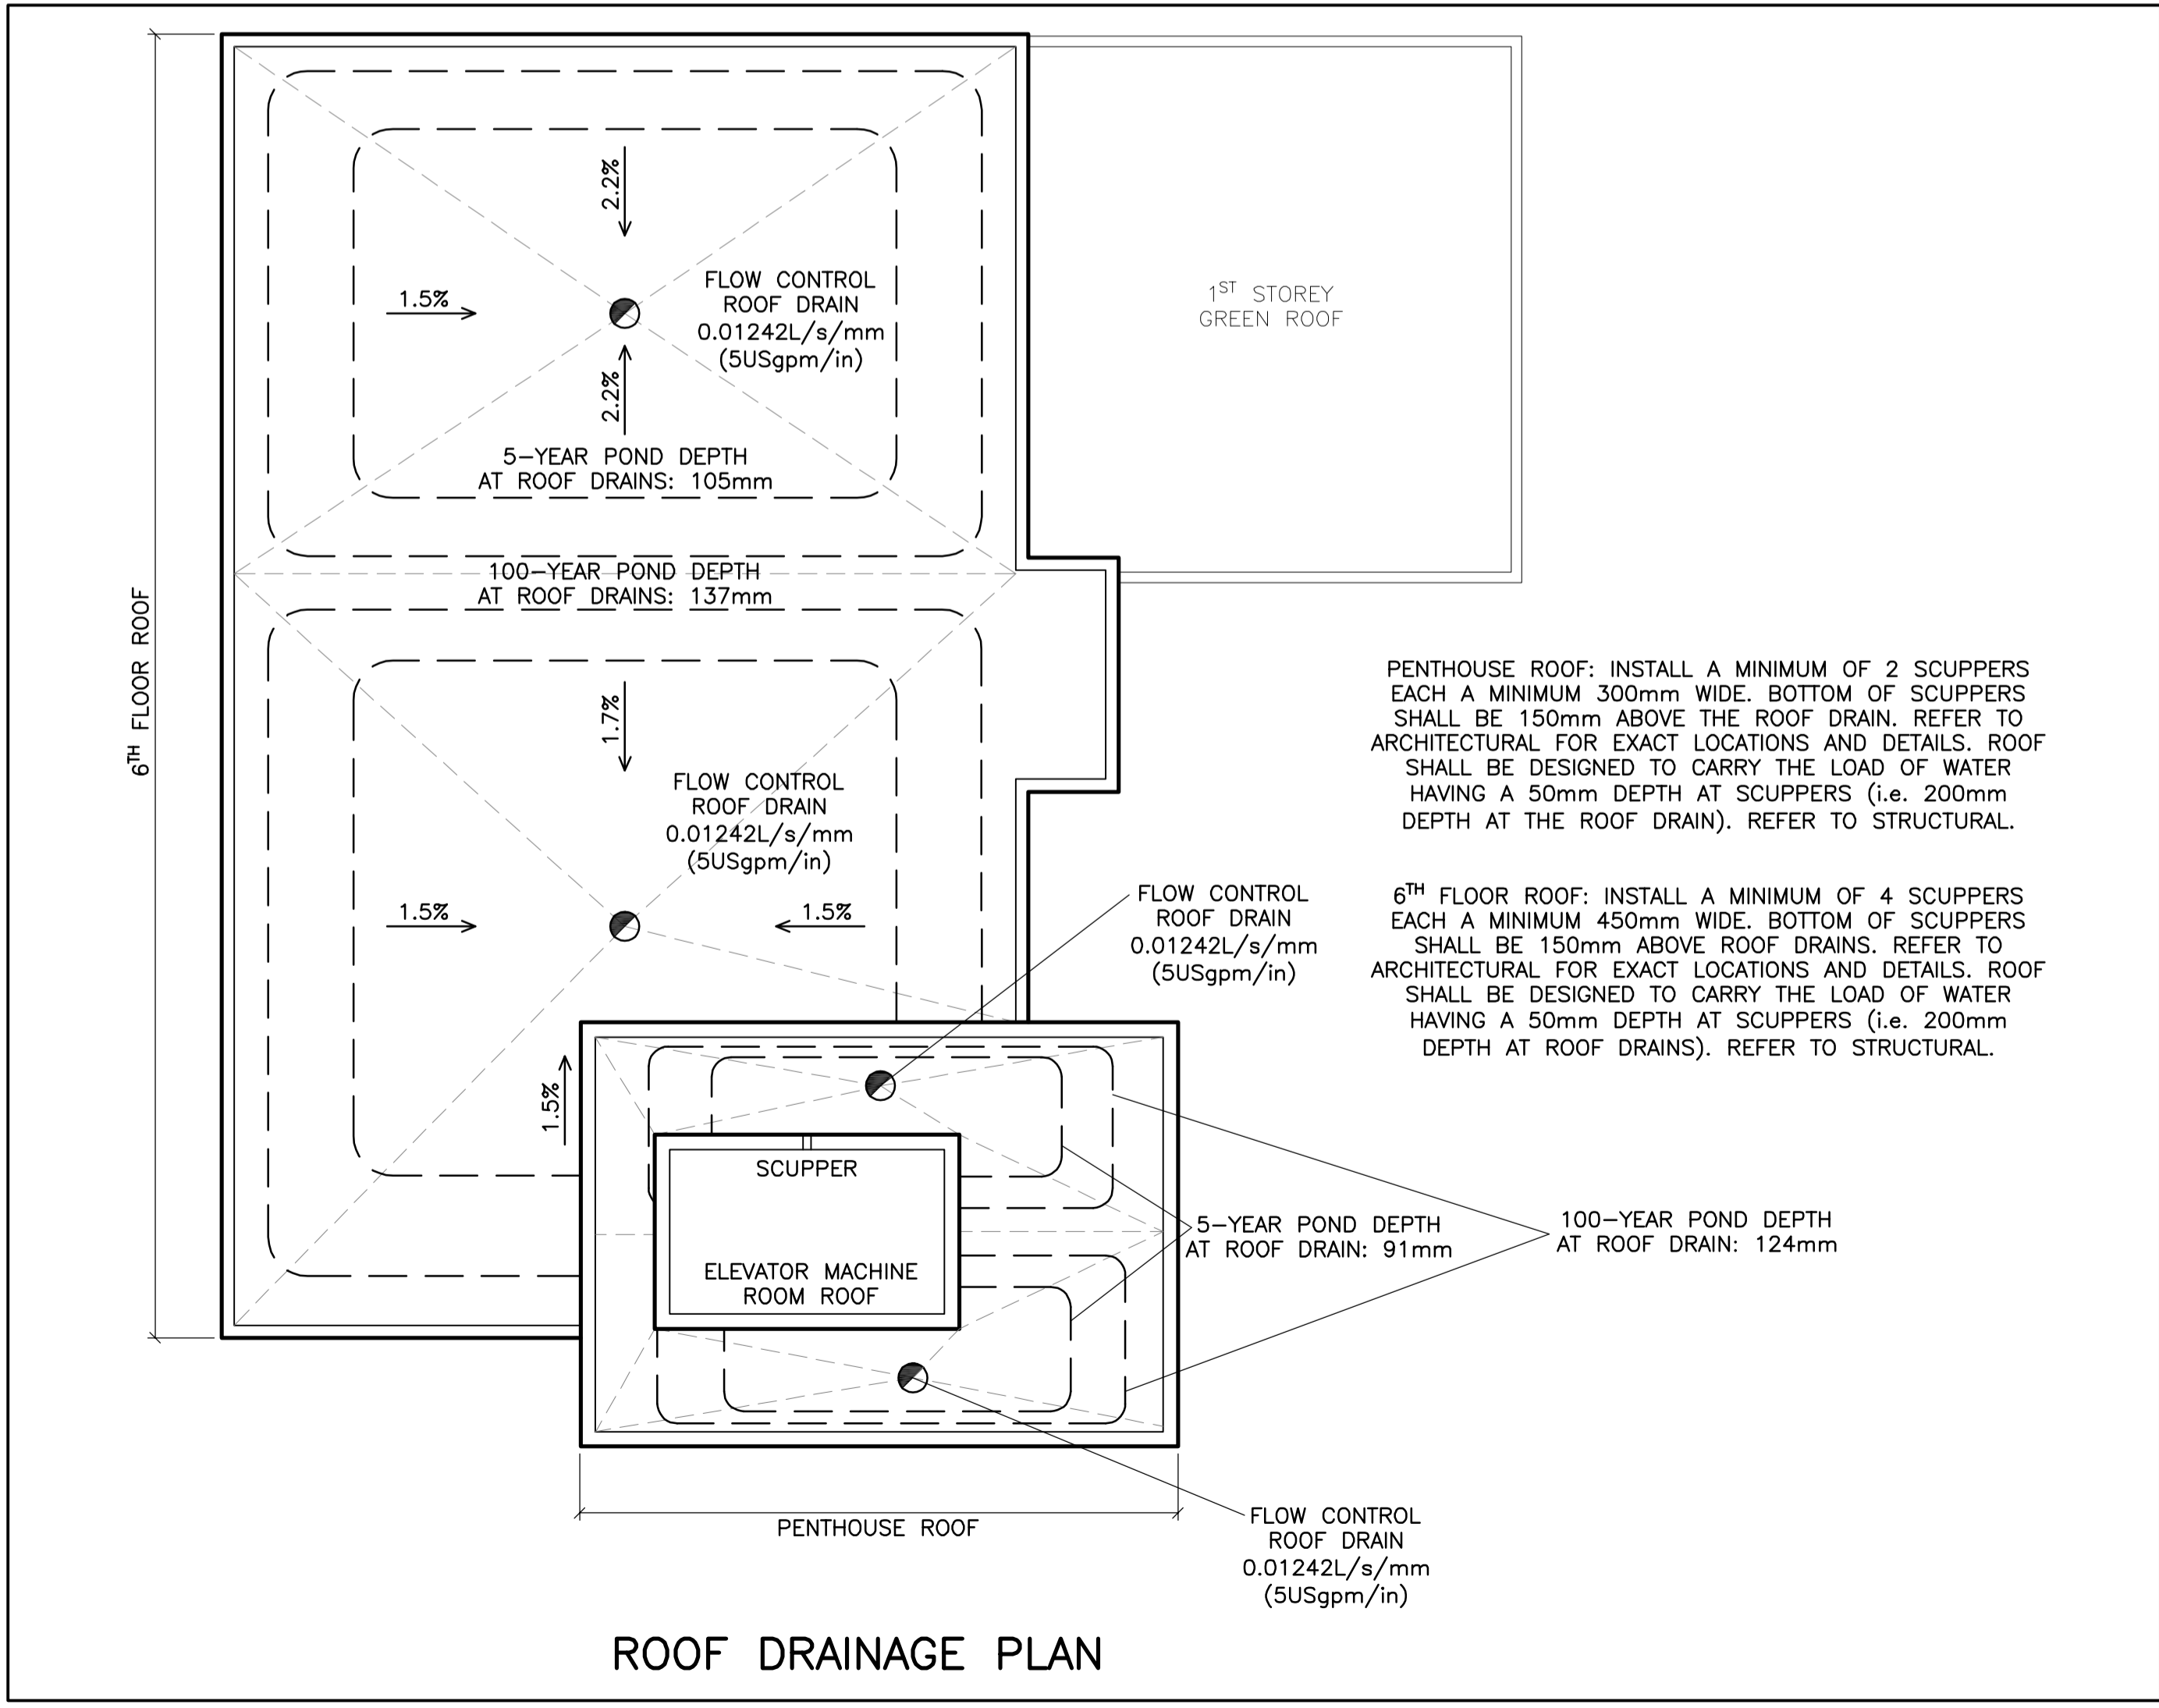 2.2%
1.5%
FLOW CONTROL
ROOF DRAIN
0.01242L/s/mm
(5USgpm/in)
2.2%
5-YEAR POND DEPTH
AT ROOF DRAINS: 105mm
1ST STOREY
GREEN ROOF
100-YEAR POND DEPTH
AT ROOF DRAINS: 137mm
6TH FLOOR ROOF
1.7%
FLOW CONTROL
ROOF DRAIN
0.01242L/s/mm
(5USgpm/in)
1.5%
1.5%
1.5%
PENTHOUSE ROOF: INSTALL A MINIMUM OF 2 SCUPPERS
EACH A MINIMUM 300mm WIDE. BOTTOM OF SCUPPERS
SHALL BE 150mm ABOVE THE ROOF DRAIN. REFER TO
ARCHITECTURAL FOR EXACT LOCATIONS AND DETAILS. ROOF
SHALL BE DESIGNED TO CARRY THE LOAD OF WATER
HAVING A 50mm DEPTH AT SCUPPERS (i.e. 200mm
DEPTH AT THE ROOF DRAIN). REFER TO STRUCTURAL.
6TH FLOOR ROOF: INSTALL A MINIMUM OF 4 SCUPPERS
EACH A MINIMUM 450mm WIDE. BOTTOM OF SCUPPERS
SHALL BE 150mm ABOVE ROOF DRAINS. REFER TO
ARCHITECTURAL FOR EXACT LOCATIONS AND DETAILS. ROOF
SHALL BE DESIGNED TO CARRY THE LOAD OF WATER
HAVING A 50mm DEPTH AT SCUPPERS (i.e. 200mm
DEPTH AT ROOF DRAINS). REFER TO STRUCTURAL.
FLOW CONTROL
ROOF DRAIN
0.01242L/s/mm
(5USgpm/in)
SCUPPER
ELEVATOR MACHINE
ROOM ROOF
5-YEAR POND DEPTH
AT ROOF DRAIN: 91mm
100-YEAR POND DEPTH
AT ROOF DRAIN: 124mm
PENTHOUSE ROOF
FLOW CONTROL
ROOF DRAIN
0.01242L/s/mm
(5USgpm/in)
ROOF DRAINAGE PLAN